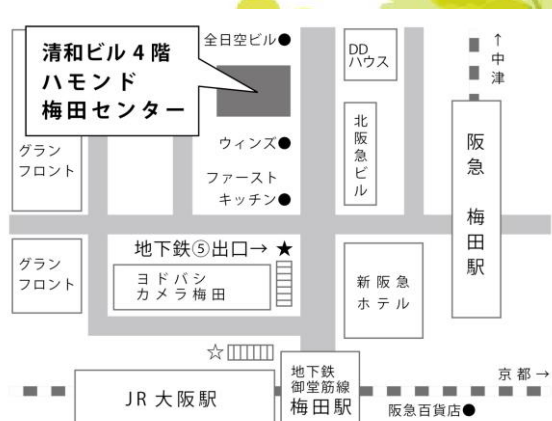 清和ビル4階
ハモンド
梅田センター
全日空ビル●
DD
ハウス
↑
中津
グラン
フロント
ウィンズ●
ファースト
キッチン●
北阪急ビル
阪急 梅田駅
地下鉄⑤出口→ ★
グラン
フロント
ヨドバシ
カメラ梅田
新阪急
ホテル
☆
JR 大阪駅
地下鉄
御堂筋線
梅田駅
京都→
阪急百貨店●